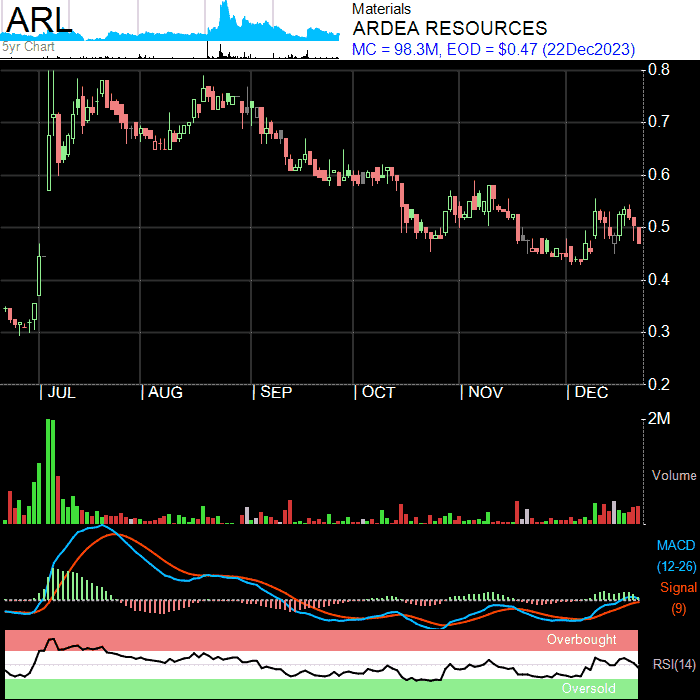 ARL
5yr Chart
Materials
ARDEA RESOURCES
MC = 98.3M, EOD = $0.47 (22Dec2023)
0.8
0.7
0.6
0.5
0.4
0.3
0.2
JUL AUG SEP OCT NOV DEC
2M
Volume
MACD
(12-26)
Signal
(9)
Overbought
RSI(14)
Oversold